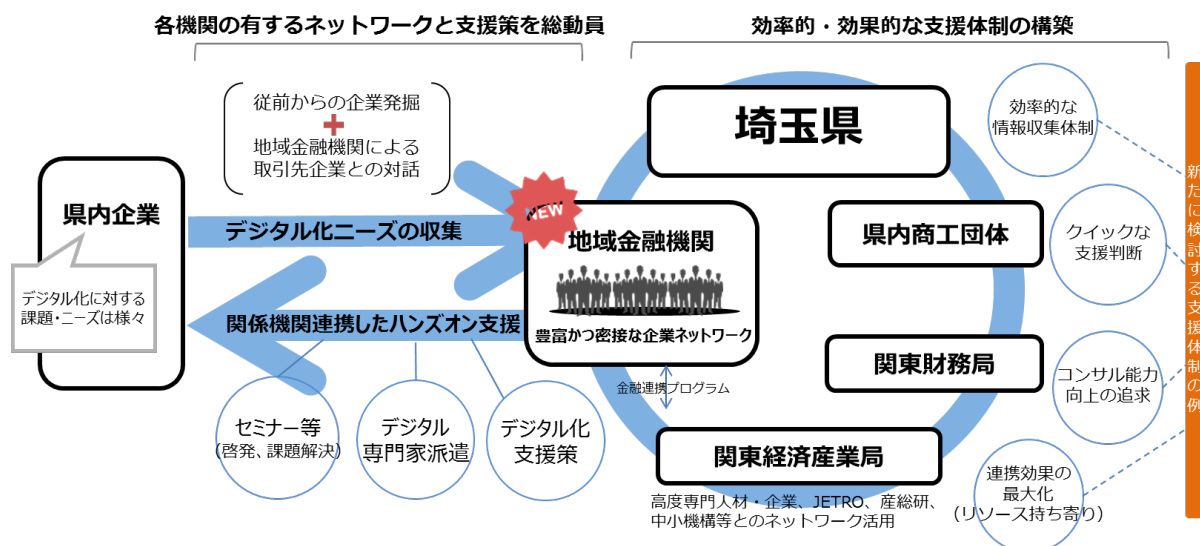 各機関の有するネットワークと支援策を総動員
効率的・効果的な支援体制の構築
従前からの企業発掘
地域金融機関による
取引先企業との対話
県内企業
デジタル化に対する
課題・ニーズは様々
デジタル化ニーズの収集
関係機関連携したハンズオン支援
セミナー等
(啓発、課題解決)
デジタル
専門家派遣
デジタル化
支援策
NEW
地域金融機関
豊富かつ密接な企業ネットワーク
金融連携プログラム
埼玉県
県内商工団体
関東財務局
関東経済産業局
高度専門人材・企業、JETRO、産総研、
中小機構等とのネットワーク活用
効率的な
情報収集体制
クイックな
支援判断
コンサル能力
向上の追求
連携効果の
最大化
(リソース持ち寄り)
新たに検討する支援体制の例